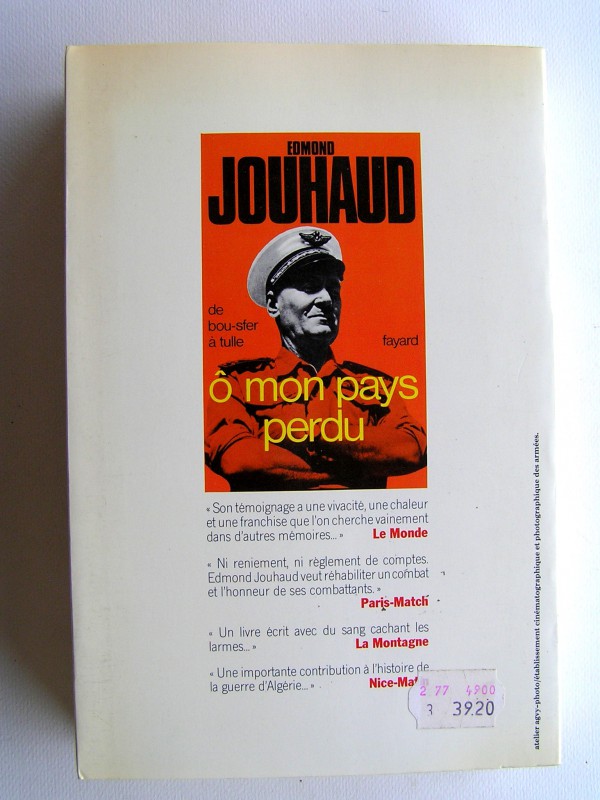 EDMOND
JOUHAUD
de
bou-sfer
à tulle
fayard
ô mon pays
perdu
« Son témoignage a une vivacité, une chaleur
et une franchise que l'on cherche vainement
dans d'autres mémoires... » Le Monde
« Ni reniement, ni règlement de comptes.
Edmond Jouhaud veut réhabiliter un combat
et l'honneur de ses combattants. »
Paris-Match
« Un livre écrit avec du sang cachant les
larmes... » La Montagne
« Une importante contribution à l'histoire de
la guerre d'Algérie... » Nice-Mat
2 77 4900
3 39.20
atelier agvy-photo/établissement cinématographique et photographique des armées.